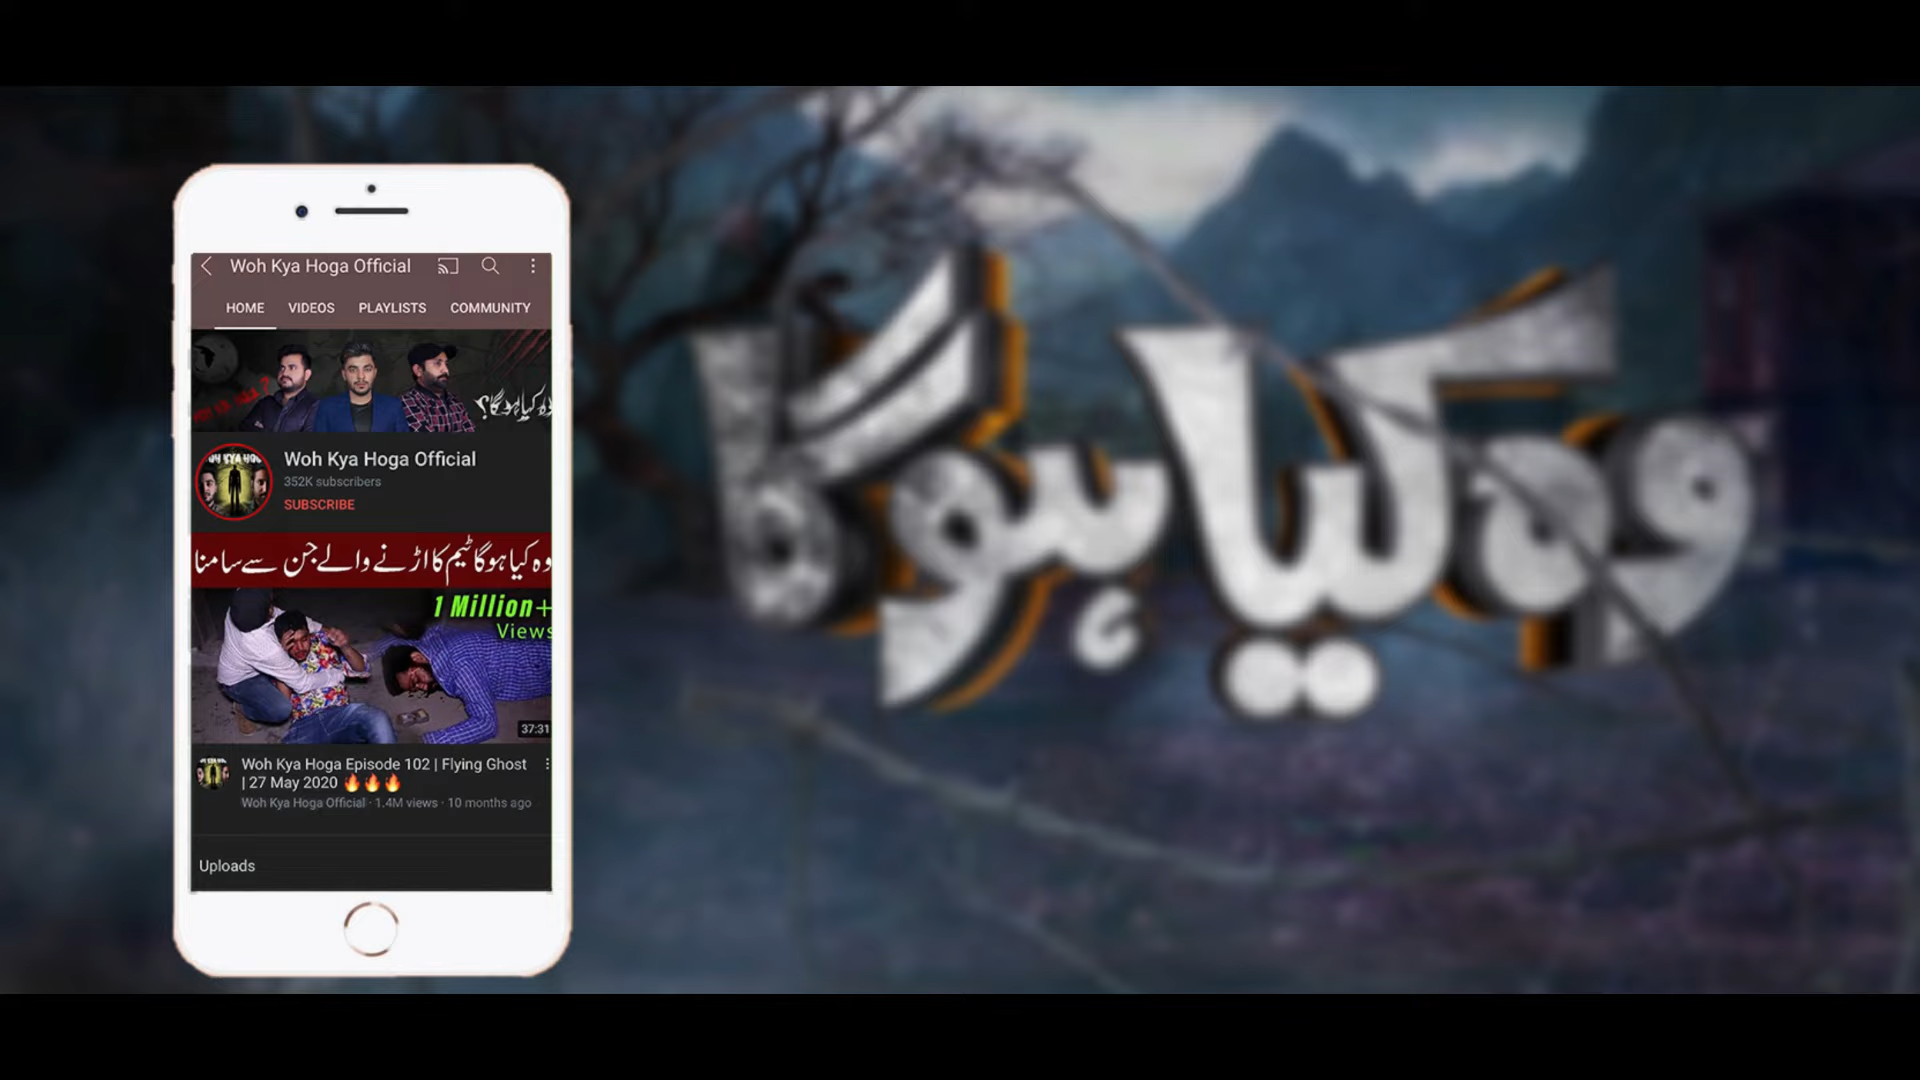 Woh Kya Hoga Official
HOME VIDEOS PLAYLISTS COMMUNITY
وہ کیا ہوگا؟
Woh Kya Hoga Official
352K subscribers
SUBSCRIBE
وہ کیا ہوگا ٹیم کا اڑنے والے جن سے سامنا
1 Million+
Views
37:31
Woh Kya Hoga Episode 102 | Flying Ghost
| 27 May 2020 🔥🔥🔥
Woh Kya Hoga Official · 1.4M views · 10 months ago
Uploads
وہ کیا ہوگا